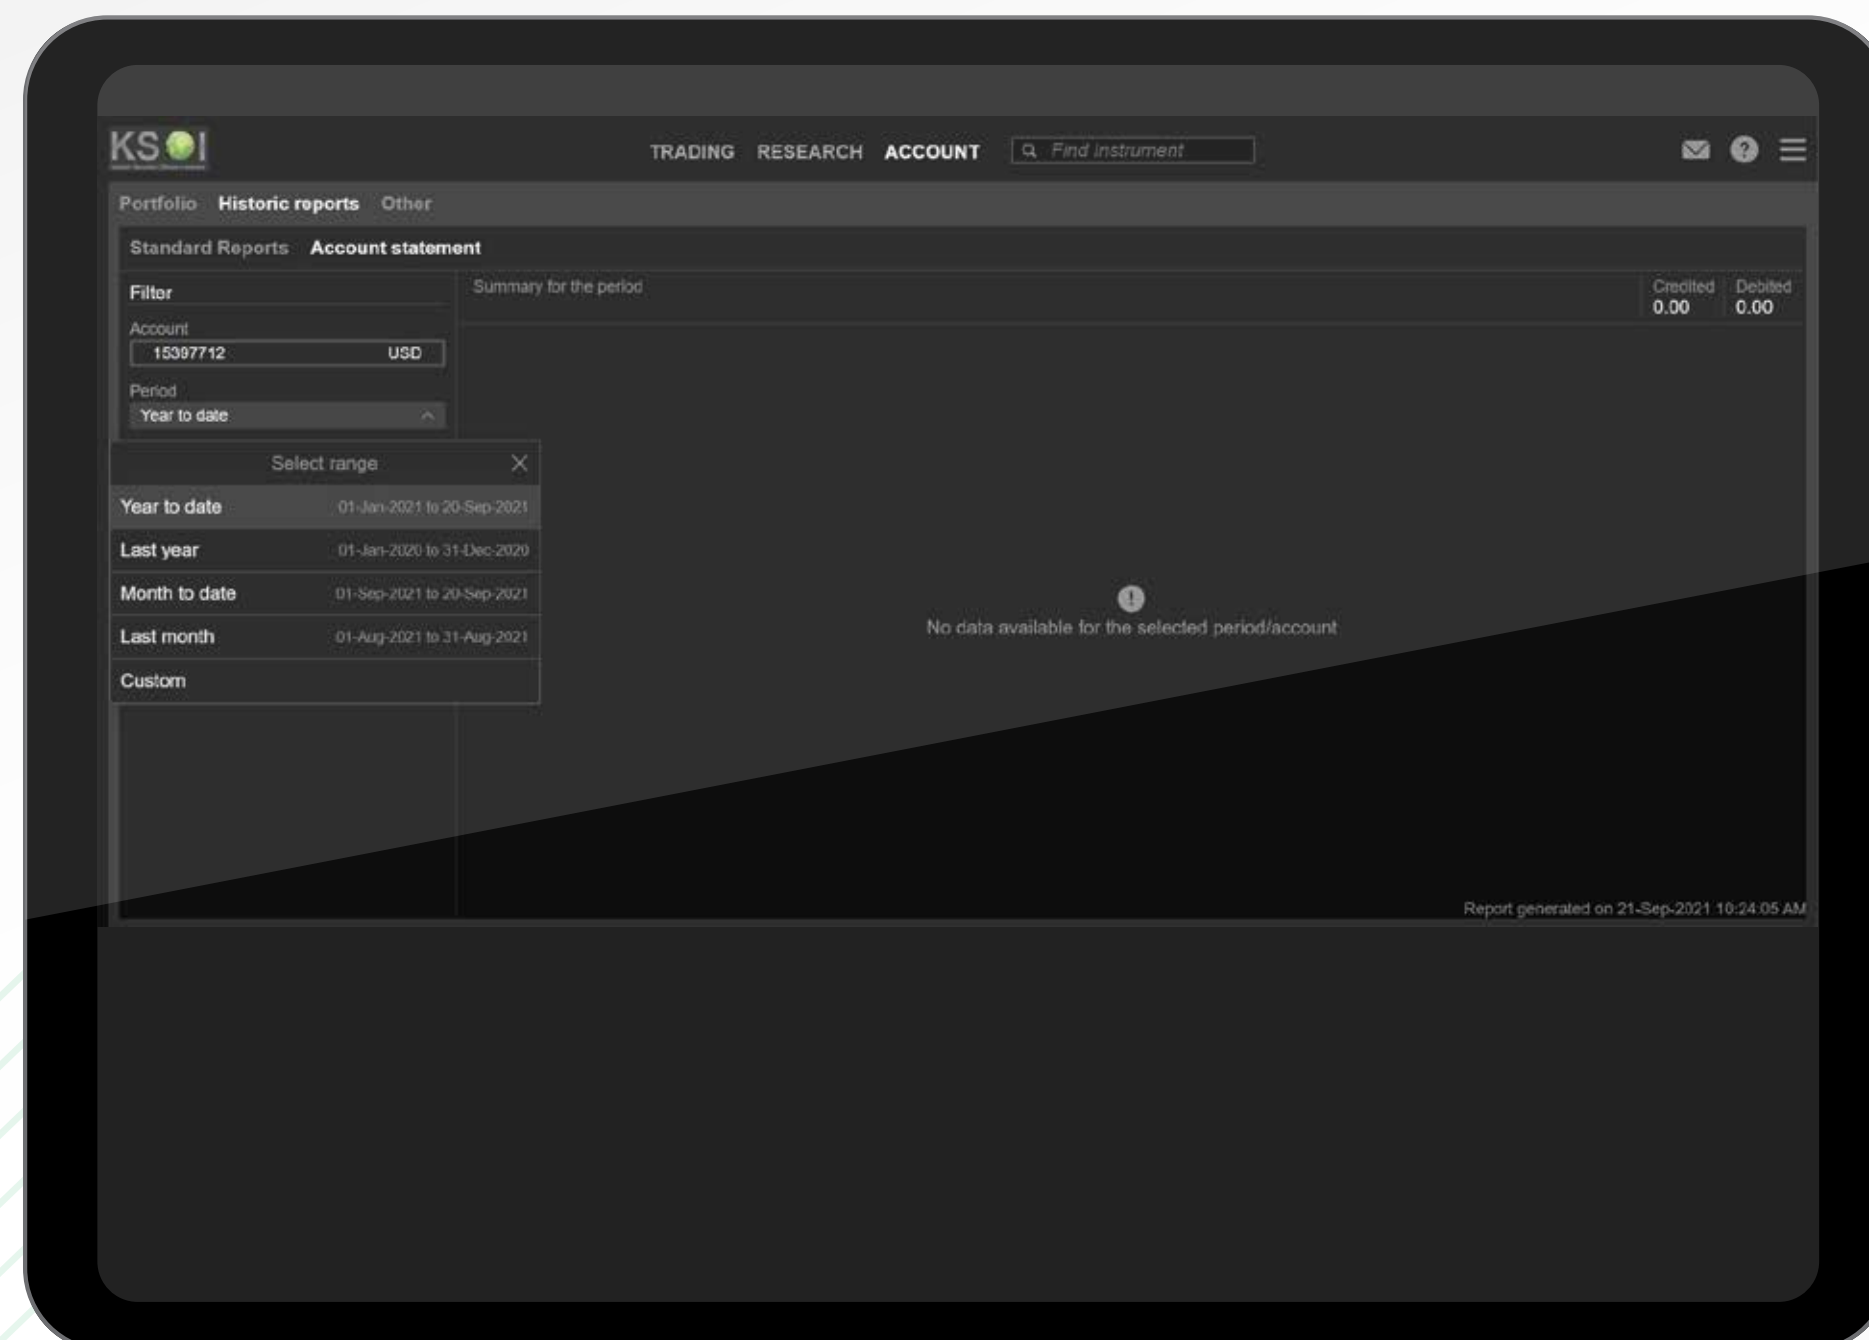 KSOI
TRADING RESEARCH ACCOUNT Find Instrument
Portfolio Historic reports Other
Standard Reports Account statement
Filter
Summary for the period
Credited Debited
0.00 0.00
Account
15397712 USD
Period
Year to date
Select range
Year to date 01-Jan-2021 to 20-Sep-2021
Last year 01-Jan-2020 to 31-Dec-2020
Month to date 01-Sep-2021 to 20-Sep-2021
Last month 01-Aug-2021 to 31-Aug-2021
Custom
No data available for the selected period/account
Report generated on 21-Sep-2021 10:24:05 AM